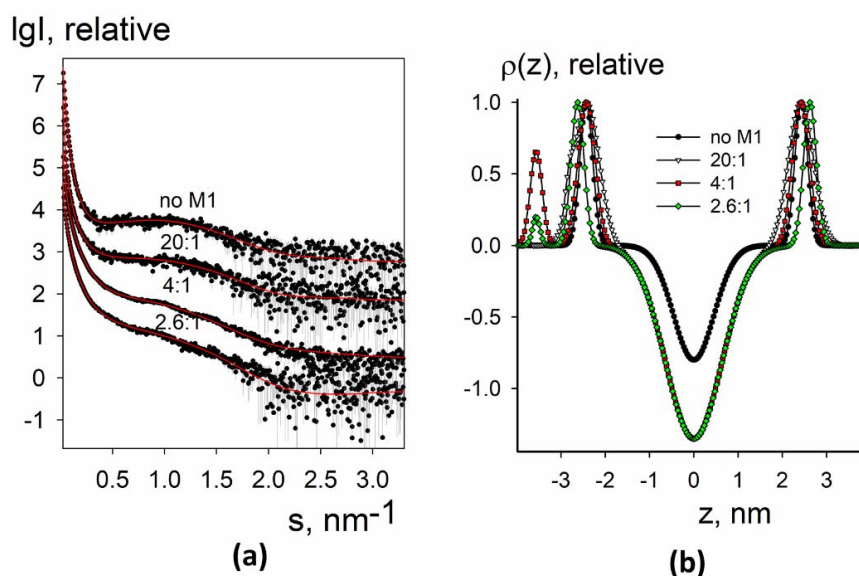 lgI, relative
7
6
5
4
3
2
1
0
-1
no M1
20:1
4:1
2.6:1
0.5 1.0 1.5 2.0 2.5 3.0
s, nm-1
(a)
ρ(z), relative
1.0
0.5
0.0
-0.5
-1.0
no M1
20:1
4:1
2.6:1
-3 -2 -1 0 1 2 3
z, nm
(b)